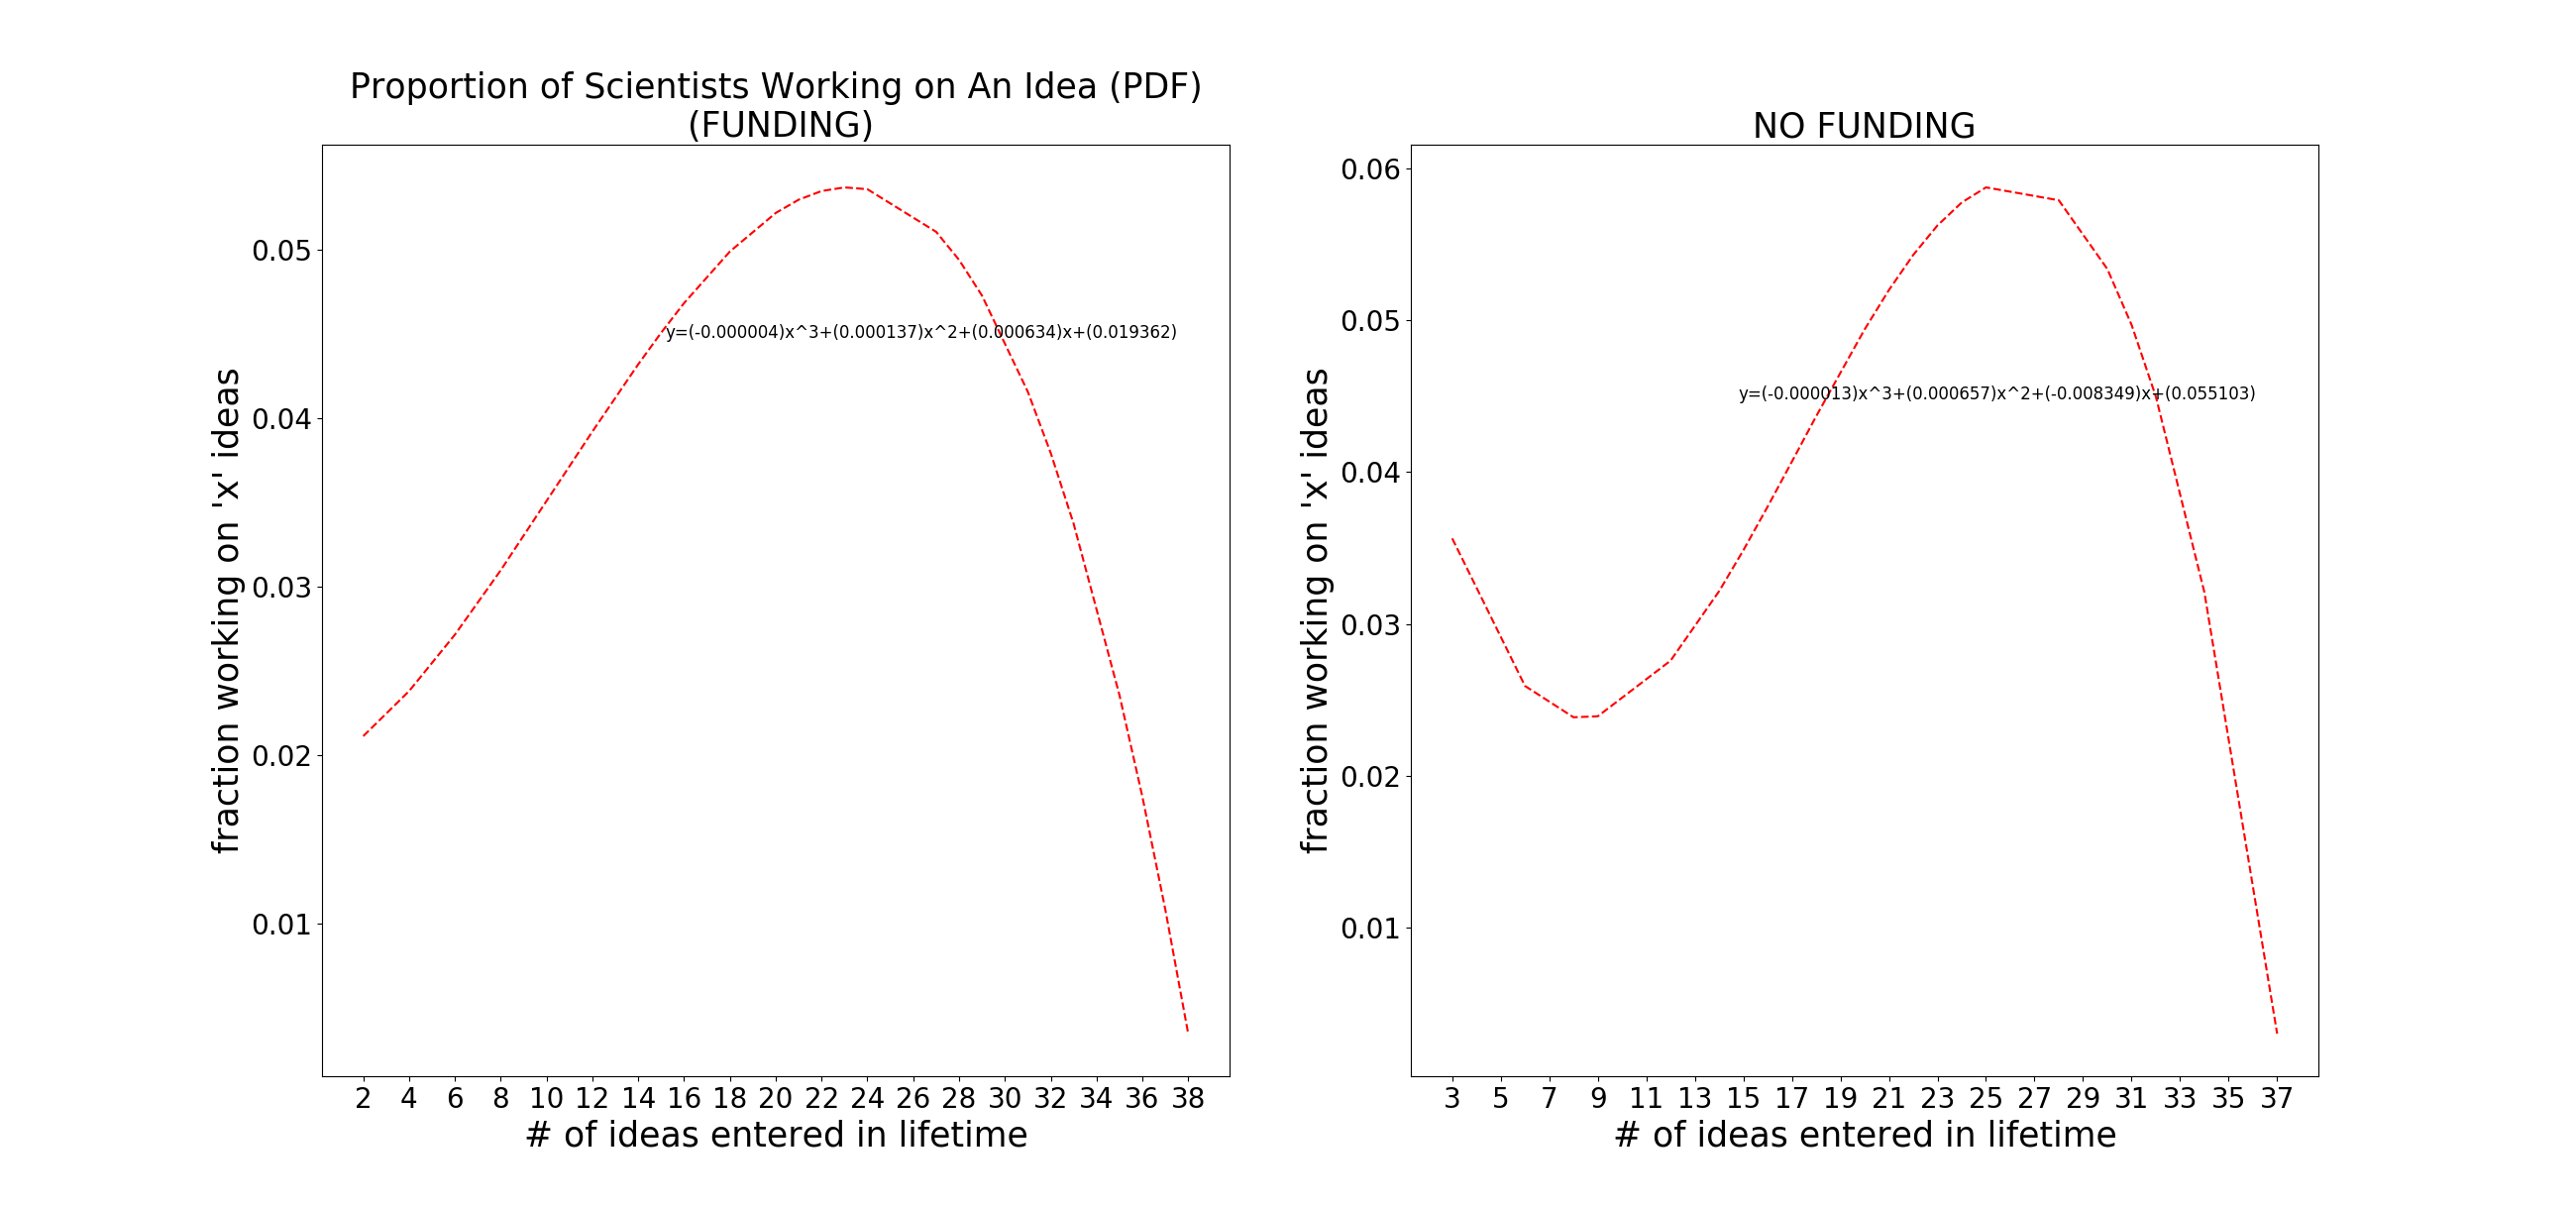 Proportion of Scientists Working on An Idea (PDF)
(FUNDING)
fraction working on 'x' ideas
0.05
0.04
0.03
0.02
0.01
y=(-0.000004)x^3+(0.000137)x^2+(0.000634)x+(0.019362)
2 4 6 8 10 12 14 16 18 20 22 24 26 28 30 32 34 36 38
# of ideas entered in lifetime
NO FUNDING
fraction working on 'x' ideas
0.06
0.05
0.04
0.03
0.02
0.01
y=(-0.000013)x^3+(0.000657)x^2+(-0.008349)x+(0.055103)
3 5 7 9 11 13 15 17 19 21 23 25 27 29 31 33 35 37
# of ideas entered in lifetime